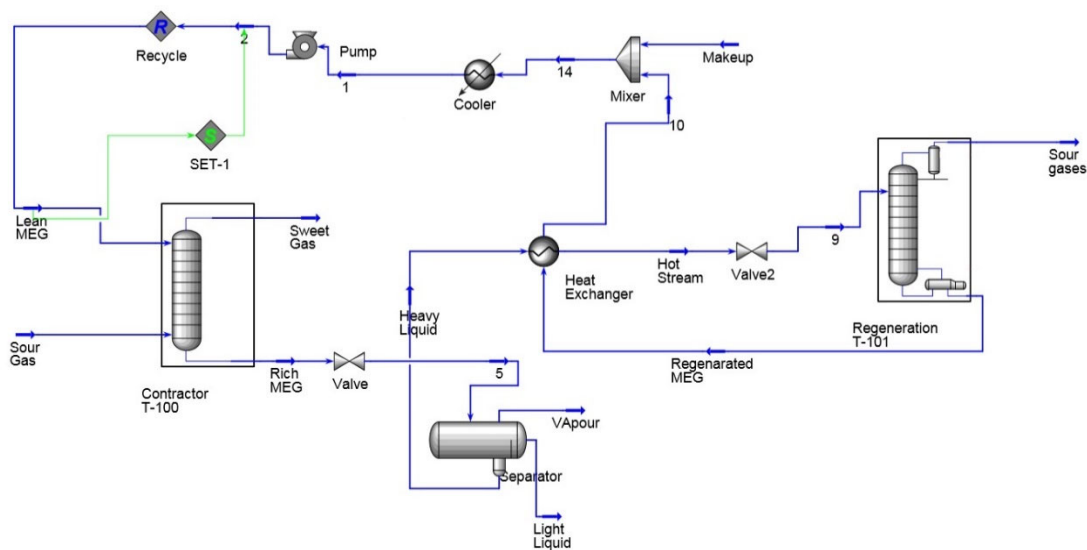 R
Recycle
2
Pump
1
Cooler
14
Mixer
Makeup
10
S
SET-1
Lean
MEG
Sweet
Gas
Sour
Gas
Contractor
T-100
Rich
MEG
Valve
5
Heavy
Liquid
VApour
Separator
Light
Liquid
Heat
Exchanger
Hot
Stream
Valve2
9
Sour
gases
Regeneration
T-101
Regenarated
MEG